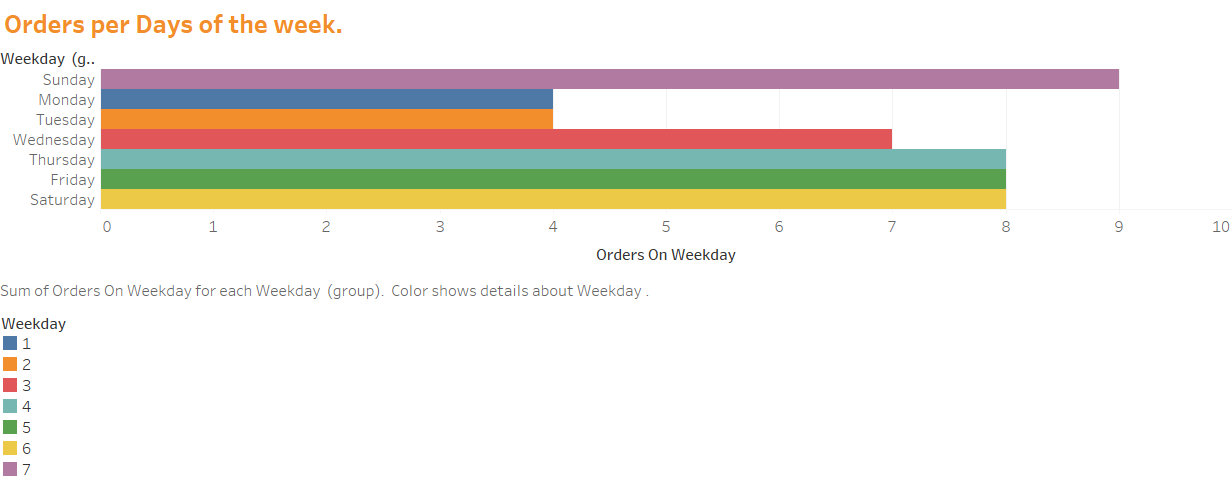 Orders per Days of the week.
Weekday (g..
Sunday
Monday
Tuesday
Wednesday
Thursday
Friday
Saturday
0 1 2 3 4 5 6 7 8 9 10
Orders On Weekday
Sum of Orders On Weekday for each Weekday (group). Color shows details about Weekday .
Weekday
1
2
3
4
5
6
7